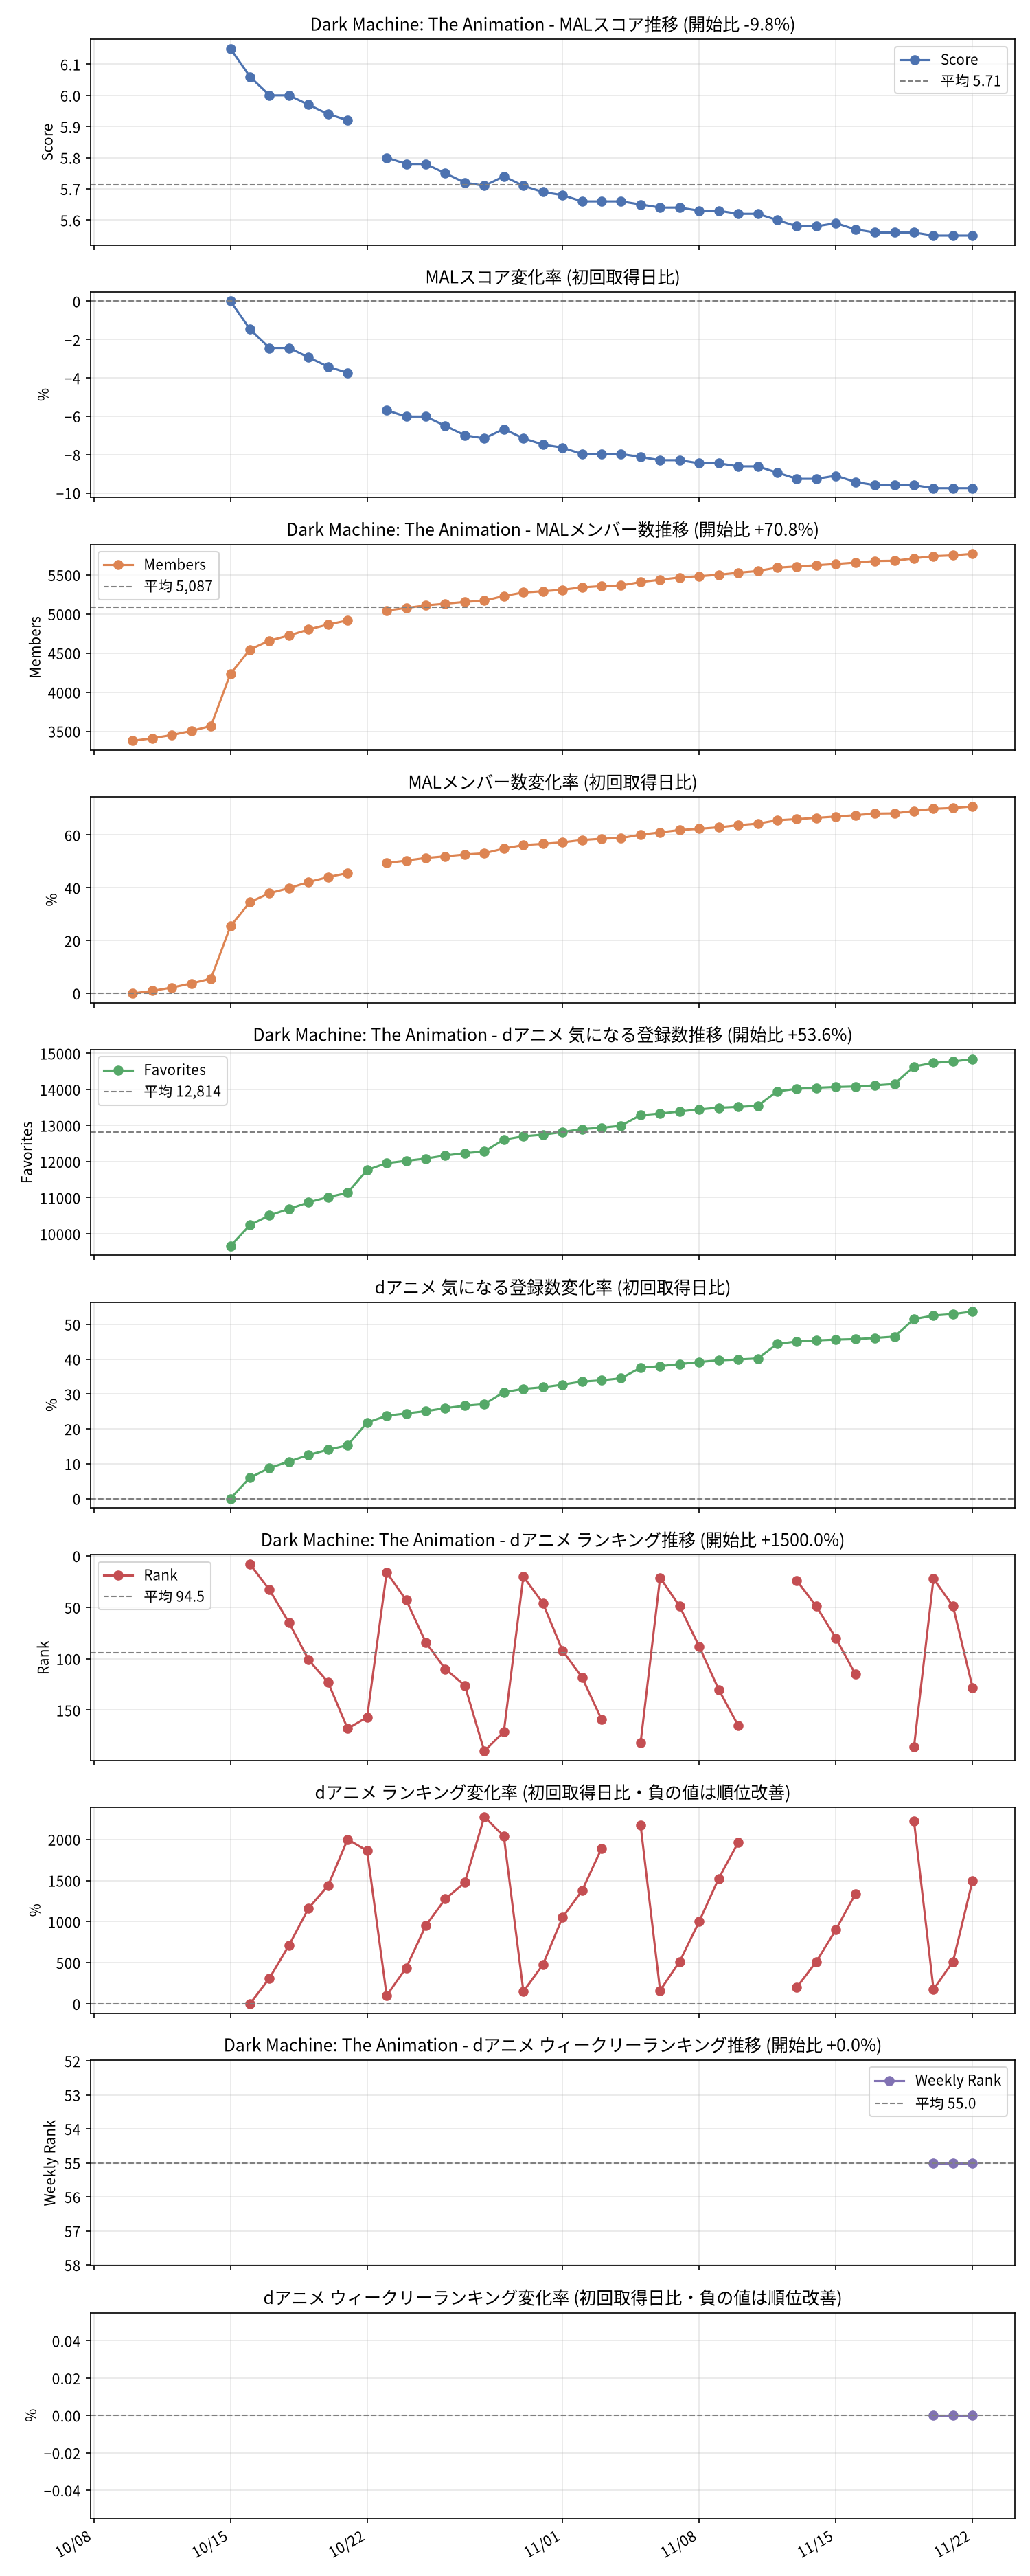 Dark Machine: The Animation - MALスコア推移 (開始比 -9.8%)
Score
6.1
6.0
5.9
5.8
5.7
5.6
Score
平均 5.71
MALスコア変化率 (初回取得日比)
%
0
−2
−4
−6
−8
−10
Dark Machine: The Animation - MALメンバー数推移 (開始比 +70.8%)
Members
5500
5000
4500
4000
3500
Members
平均 5,087
MALメンバー数変化率 (初回取得日比)
%
60
40
20
0
Dark Machine: The Animation - dアニメ 気になる登録数推移 (開始比 +53.6%)
Favorites
15000
14000
13000
12000
11000
10000
Favorites
平均 12,814
dアニメ 気になる登録数変化率 (初回取得日比)
%
50
40
30
20
10
0
Dark Machine: The Animation - dアニメ ランキング推移 (開始比 +1500.0%)
Rank
0
50
100
150
Rank
平均 94.5
dアニメ ランキング変化率 (初回取得日比・負の値は順位改善)
%
2000
1500
1000
500
0
Dark Machine: The Animation - dアニメ ウィークリーランキング推移 (開始比 +0.0%)
Weekly Rank
52
53
54
55
56
57
58
Weekly Rank
平均 55.0
dアニメ ウィークリーランキング変化率 (初回取得日比・負の値は順位改善)
%
0.04
0.02
0.00
−0.02
−0.04
10/08
10/15
10/22
11/01
11/08
11/15
11/22